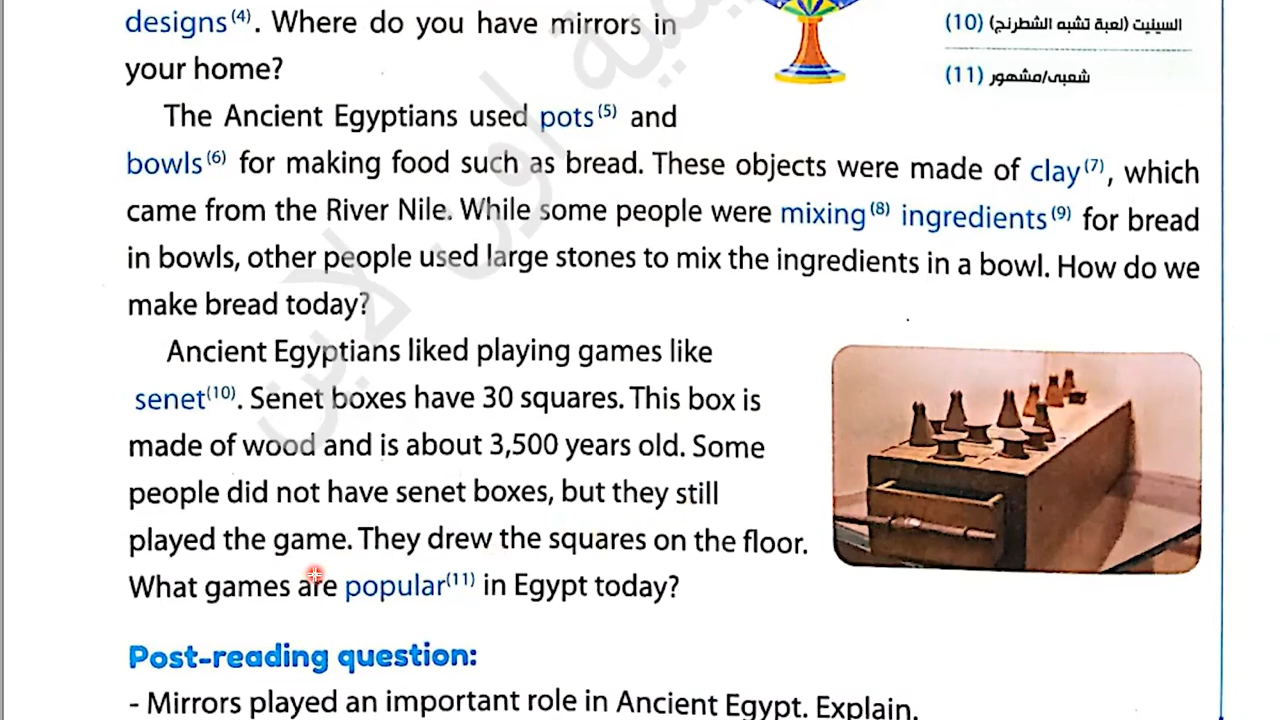 designs(4). Where do you have mirrors in
your home?
The Ancient Egyptians used pots(5) and
bowls(6) for making food such as bread. These objects were made of clay(7), which
came from the River Nile. While some people were mixing(8) ingredients(9) for bread
in bowls, other people used large stones to mix the ingredients in a bowl. How do we
make bread today?
Ancient Egyptians liked playing games like
senet(10). Senet boxes have 30 squares. This box is
made of wood and is about 3,500 years old. Some
people did not have senet boxes, but they still
played the game. They drew the squares on the floor.
What games are popular(11) in Egypt today?
Post-reading question:
- Mirrors played an important role in Ancient Egypt. Explain.
(10) السينيت (لعبة تشبه الشطرنج)
(11) شعبى/مشهور
اون لاين